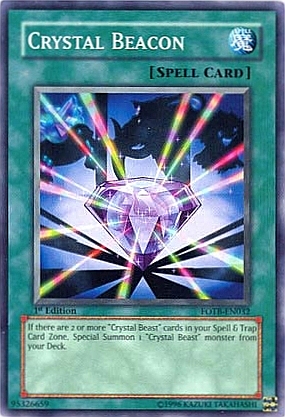 CRYSTAL BEACON
[SPELL CARD]
1st Edition
FOTB-EN032
If there are 2 or more "Crystal Beast" cards in your Spell & Trap
Card Zone, Special Summon 1 "Crystal Beast" monster from
your Deck.
95326659
©1996 KAZUKI TAKAHASHI